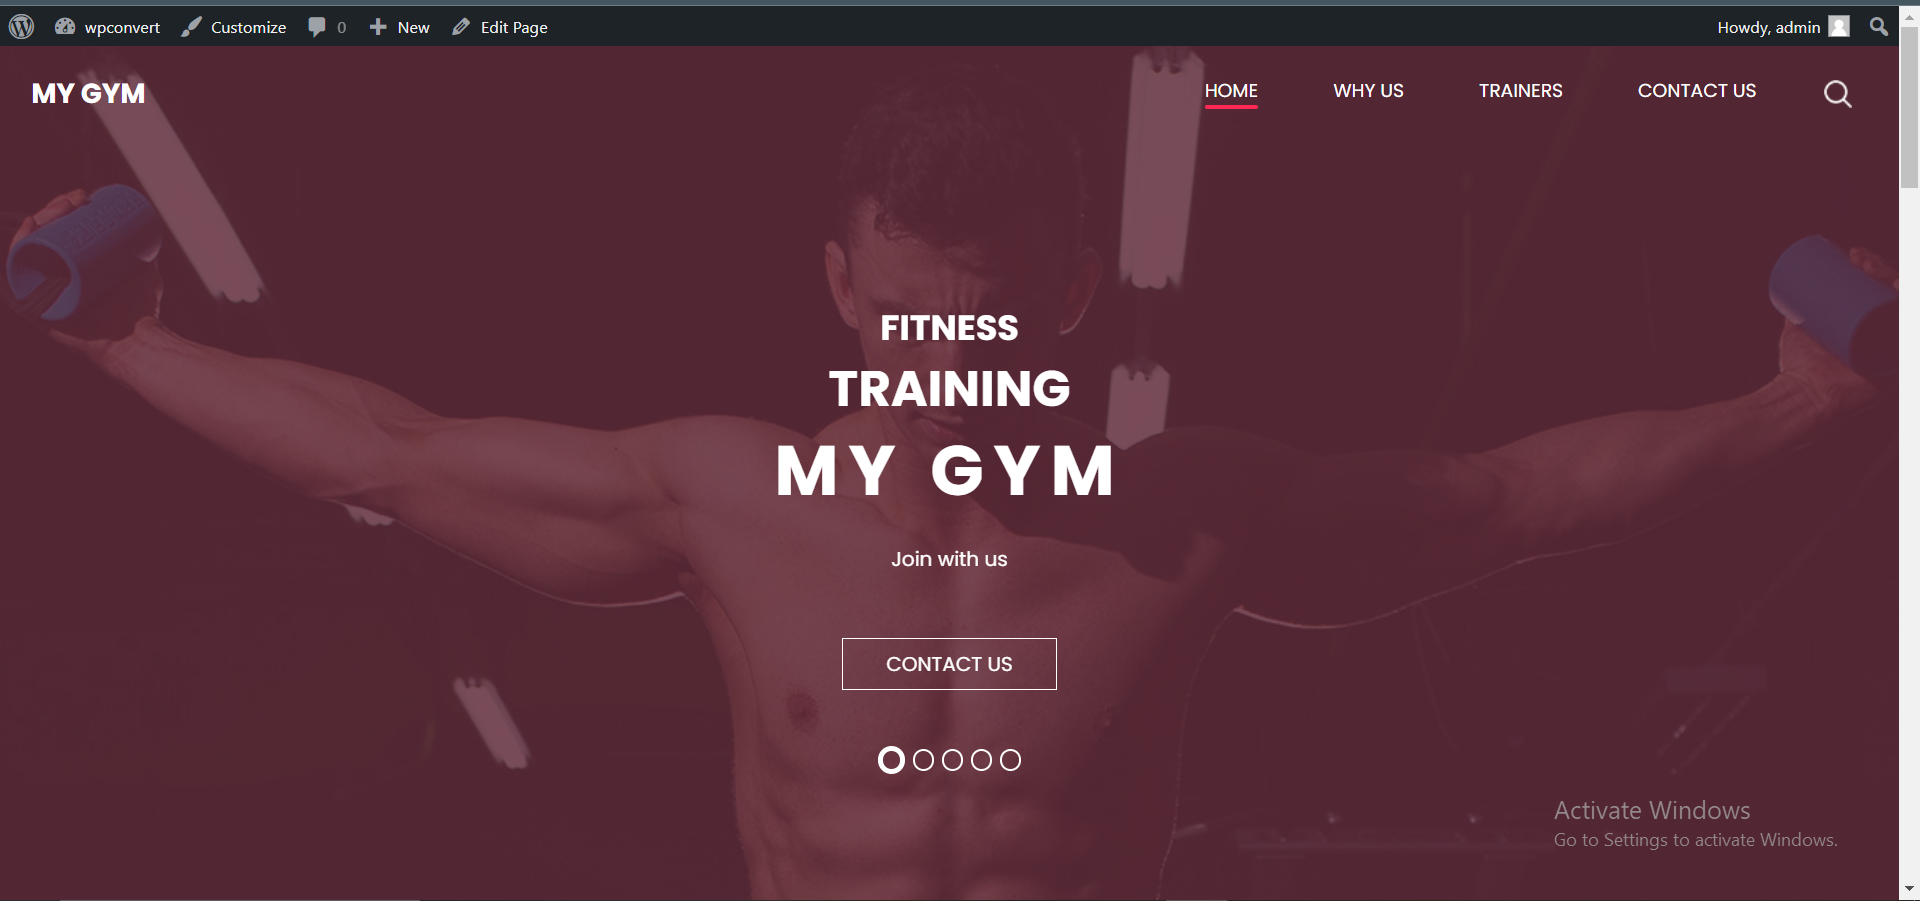 wpconvert Customize 0 New Edit Page Howdy, admin
MY GYM HOME WHY US TRAINERS CONTACT US
FITNESS
TRAINING
MY GYM
Join with us
CONTACT US
Activate Windows
Go to Settings to activate Windows.